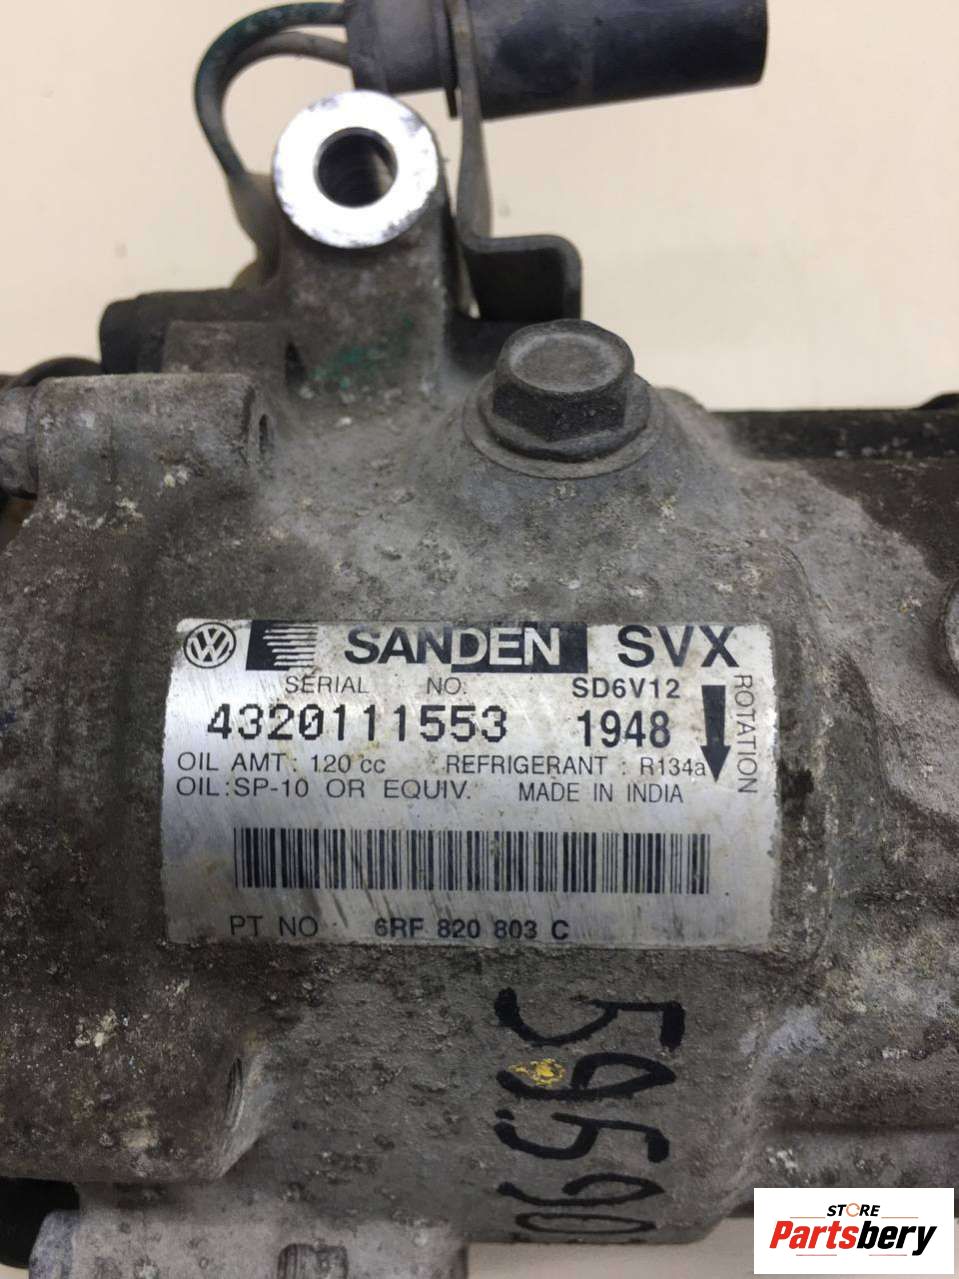 SANDEN SVX
SERIAL NO. SD6V12
4320111553 1948
ROTATION
OIL AMT : 120 cc REFRIGERANT : R134a
OIL:SP-10 OR EQUIV. MADE IN INDIA
PT NO : 6RF 820 803 C
STORE
Partsbery